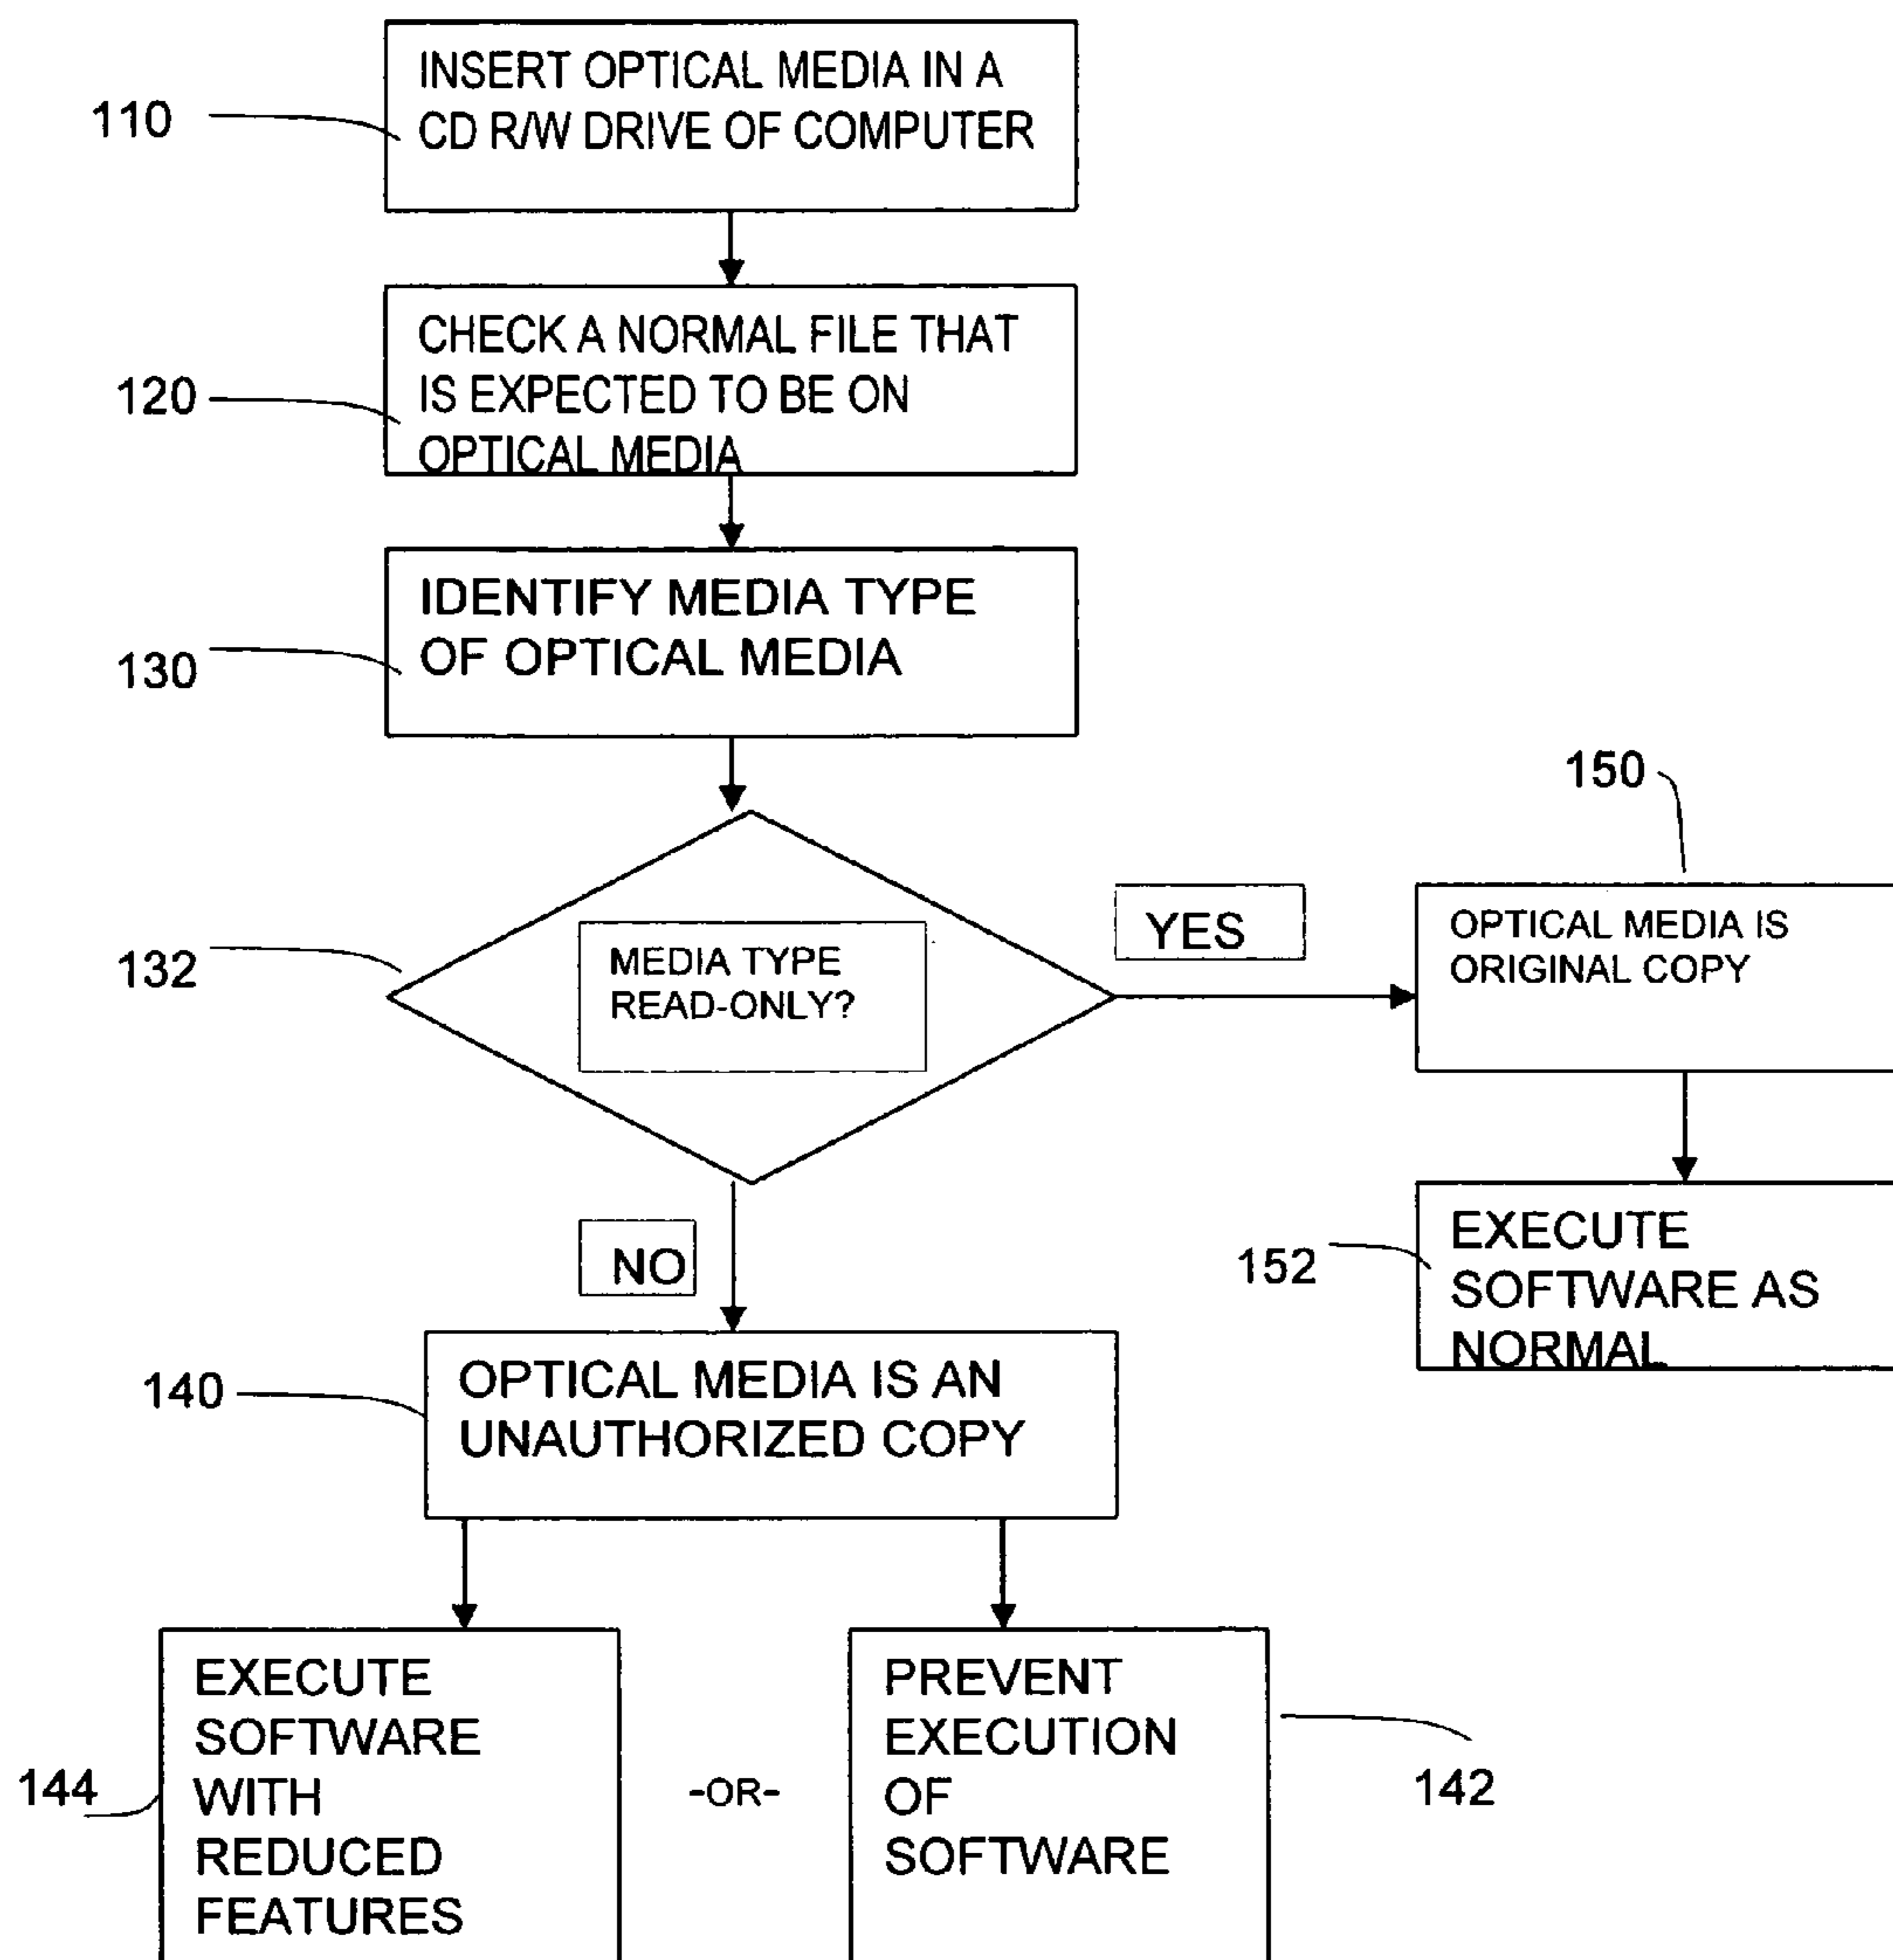 110
INSERT OPTICAL MEDIA IN A
CD R/W DRIVE OF COMPUTER
120
CHECK A NORMAL FILE THAT
IS EXPECTED TO BE ON
OPTICAL MEDIA
130
IDENTIFY MEDIA TYPE
OF OPTICAL MEDIA
132
MEDIA TYPE
READ-ONLY?
YES
150
OPTICAL MEDIA IS
ORIGINAL COPY
NO
152
EXECUTE
SOFTWARE AS
NORMAL
140
OPTICAL MEDIA IS AN
UNAUTHORIZED COPY
144
EXECUTE
SOFTWARE
WITH
REDUCED
FEATURES
-OR-
PREVENT
EXECUTION
OF
SOFTWARE
142